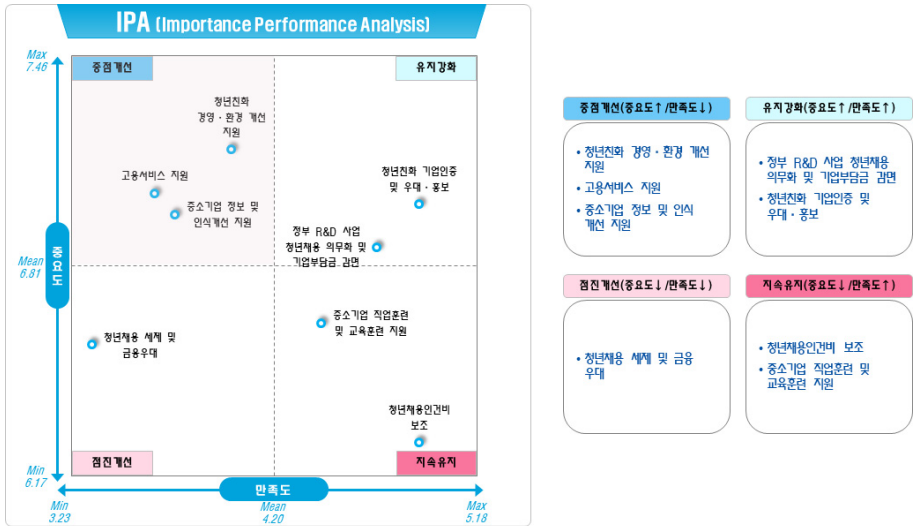 IPA (Importance Performance Analysis)
Max
7.46
중점개선
유지강화
청년친화
경영·환경 개선
지원
고용서비스 지원
중소기업 정보 및
인식개선 지원
청년친화 기업인증
및 우대·홍보
정부 R&D 사업
청년채용 의무화 및
기업부담금 감면
중요도
Mean
6.81
중소기업 직업훈련
및 교육훈련 지원
청년채용 세제 및
금융우대
청년채용인건비
보조
점진개선
지속유지
Min
6.17
만족도
Min
3.23
Mean
4.20
Max
5.18
중점개선(중요도↑/만족도↓)
• 청년친화 경영·환경 개선
지원
• 고용서비스 지원
• 중소기업 정보 및 인식
개선 지원
유지강화(중요도↑/만족도↑)
• 정부 R&D 사업 청년채용
의무화 및 기업부담금 감면
• 청년친화 기업인증 및
우대·홍보
점진개선(중요도↓/만족도↓)
• 청년채용 세제 및 금융
우대
지속유지(중요도↓/만족도↑)
• 청년채용인건비 보조
• 중소기업 직업훈련 및
교육훈련 지원